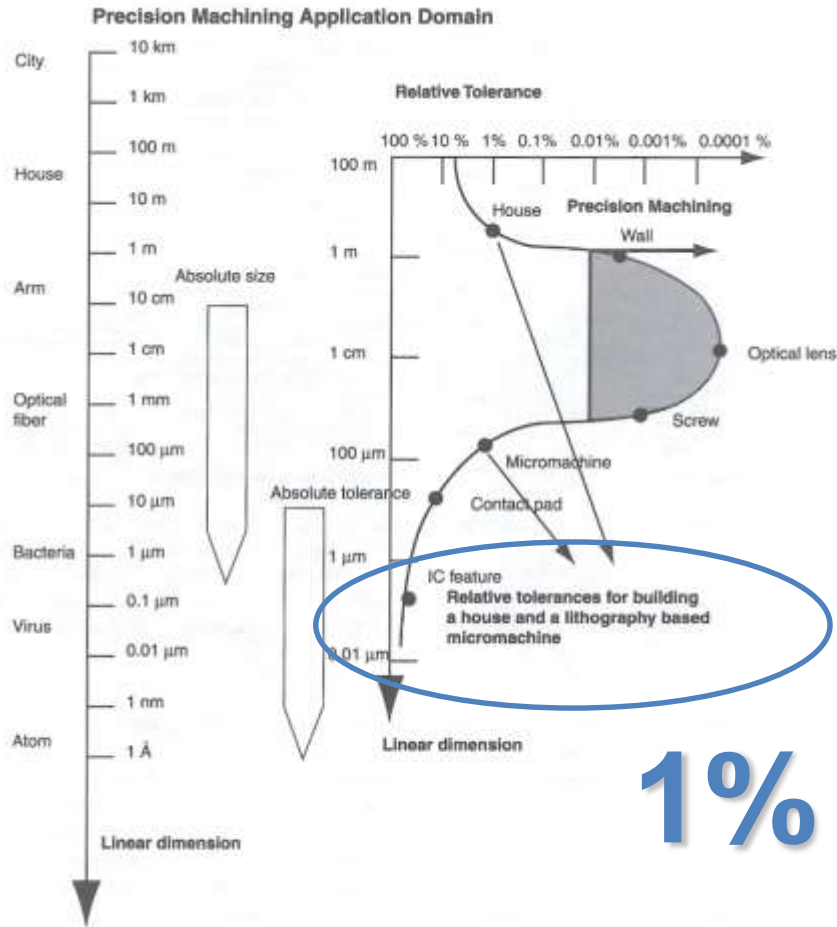 Precision Machining Application Domain
City
10 km
1 km
100 m
House
10 m
1 m
Arm
10 cm
1 cm
Optical
fiber
1 mm
100 µm
10 µm
Bacteria
1 µm
0.1 µm
Virus
0.01 µm
1 nm
Atom
1 Å
Linear dimension
Absolute size
Absolute tolerance
Relative Tolerance
100 % 10 % 1% 0.1% 0.01% 0.001% 0.0001 %
100 m
House
Precision Machining
Wall
1 m
1 cm
Optical lens
Screw
100 µm
Micromachine
Contact pad
1 µm
IC feature
Relative tolerances for building
a house and a lithography based
micromachine
0.01 µm
Linear dimension
1%